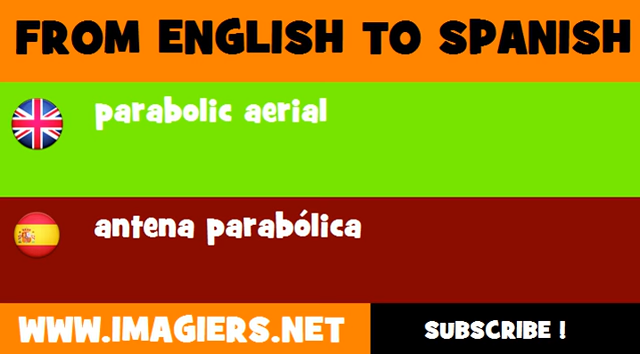 FROM ENGLISH TO SPANISH
parabolic aerial
antena parabólica
WWW.IMAGIERS.NET
SUBSCRIBE !